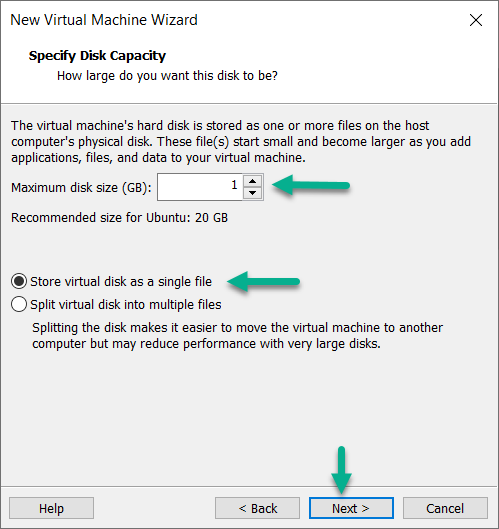 New Virtual Machine Wizard
Specify Disk Capacity
How large do you want this disk to be?
The virtual machine's hard disk is stored as one or more files on the host
computer's physical disk. These file(s) start small and become larger as you add
applications, files, and data to your virtual machine.
Maximum disk size (GB): 1
Recommended size for Ubuntu: 20 GB
Store virtual disk as a single file
Split virtual disk into multiple files
Splitting the disk makes it easier to move the virtual machine to another
computer but may reduce performance with very large disks.
Help < Back Next > Cancel